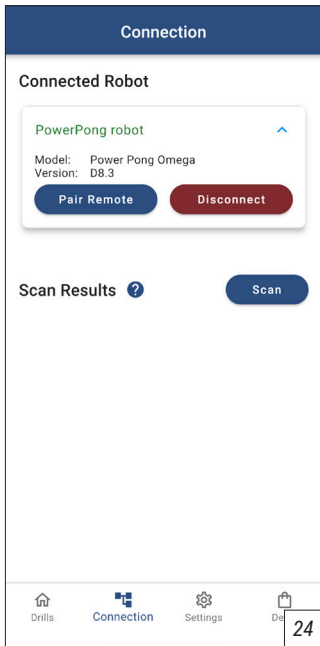 Connection
Connected Robot
PowerPong robot
Model: Power Pong Omega
Version: D8.3
Pair Remote Disconnect
Scan Results ? Scan
Drills Connection Settings
24